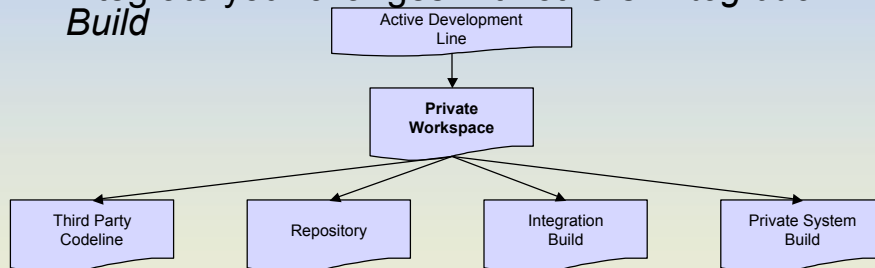 Build
Active Development
Line
Private
Workspace
Third Party
Codeline
Repository
Integration
Build
Private System
Build